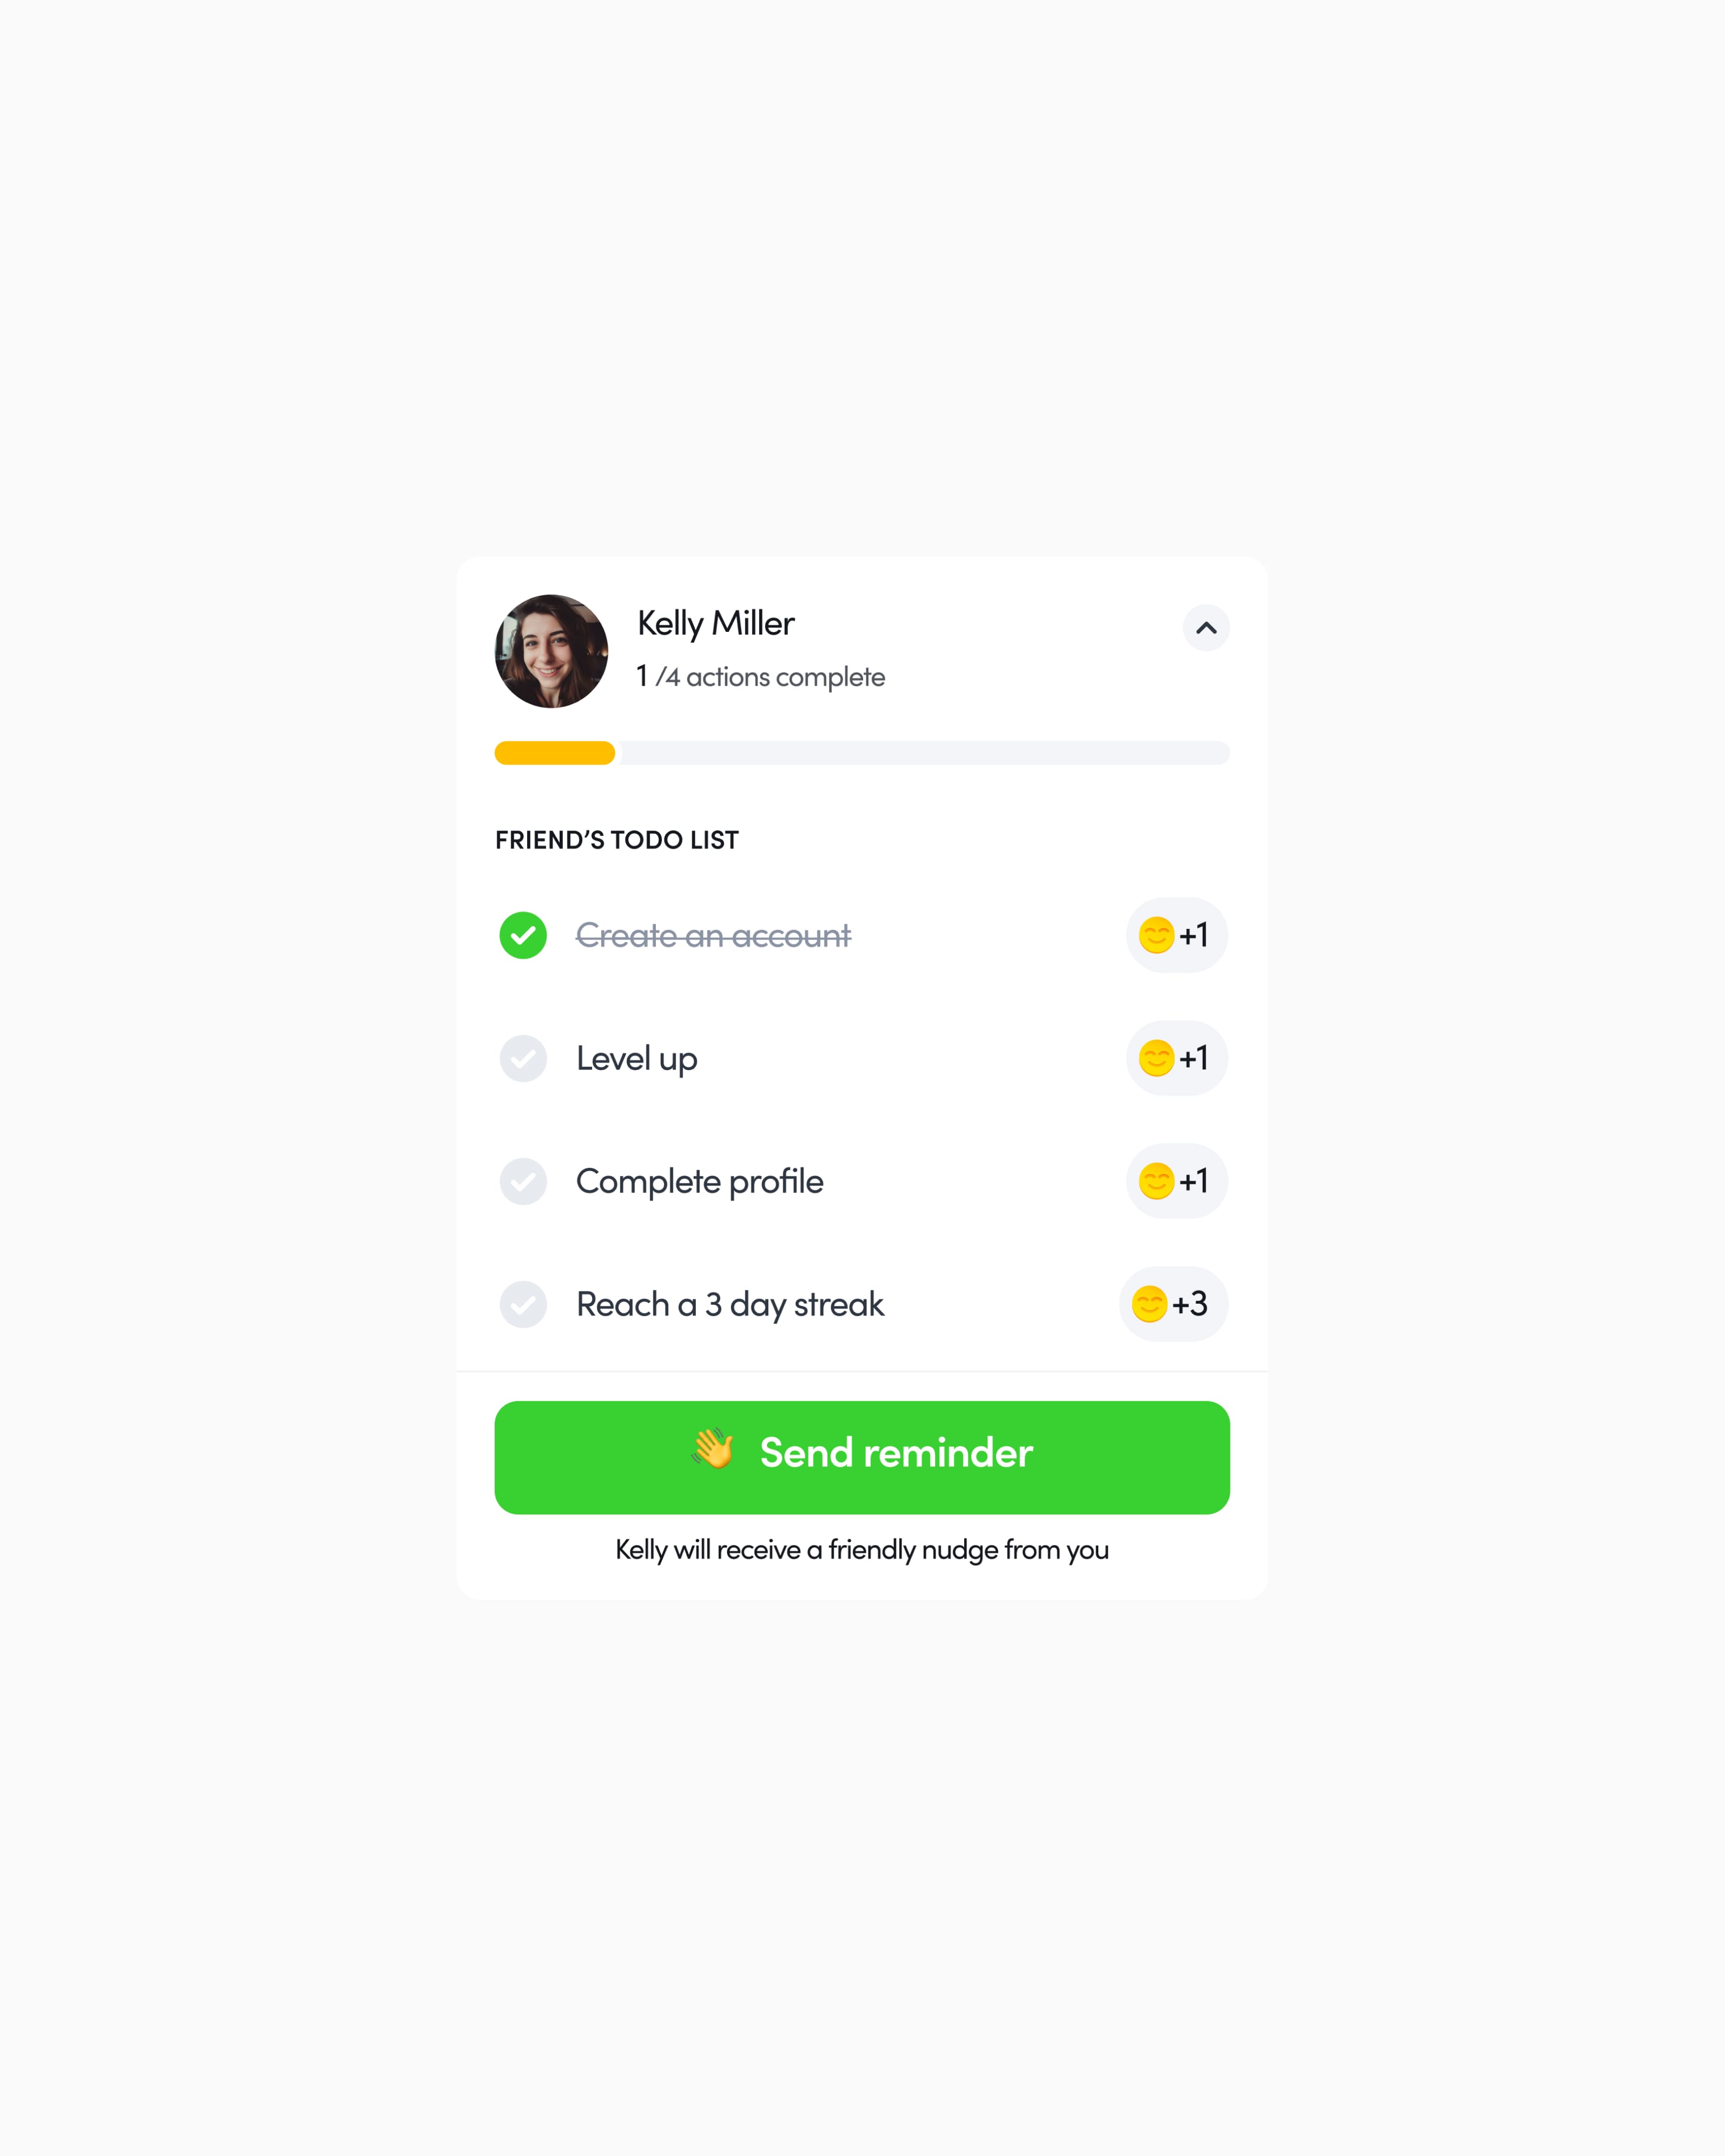 Kelly Miller
1 /4 actions complete
FRIEND’S TODO LIST
Create an account
+1
Level up
+1
Complete profile
+1
Reach a 3 day streak
+3
Send reminder
Kelly will receive a friendly nudge from you